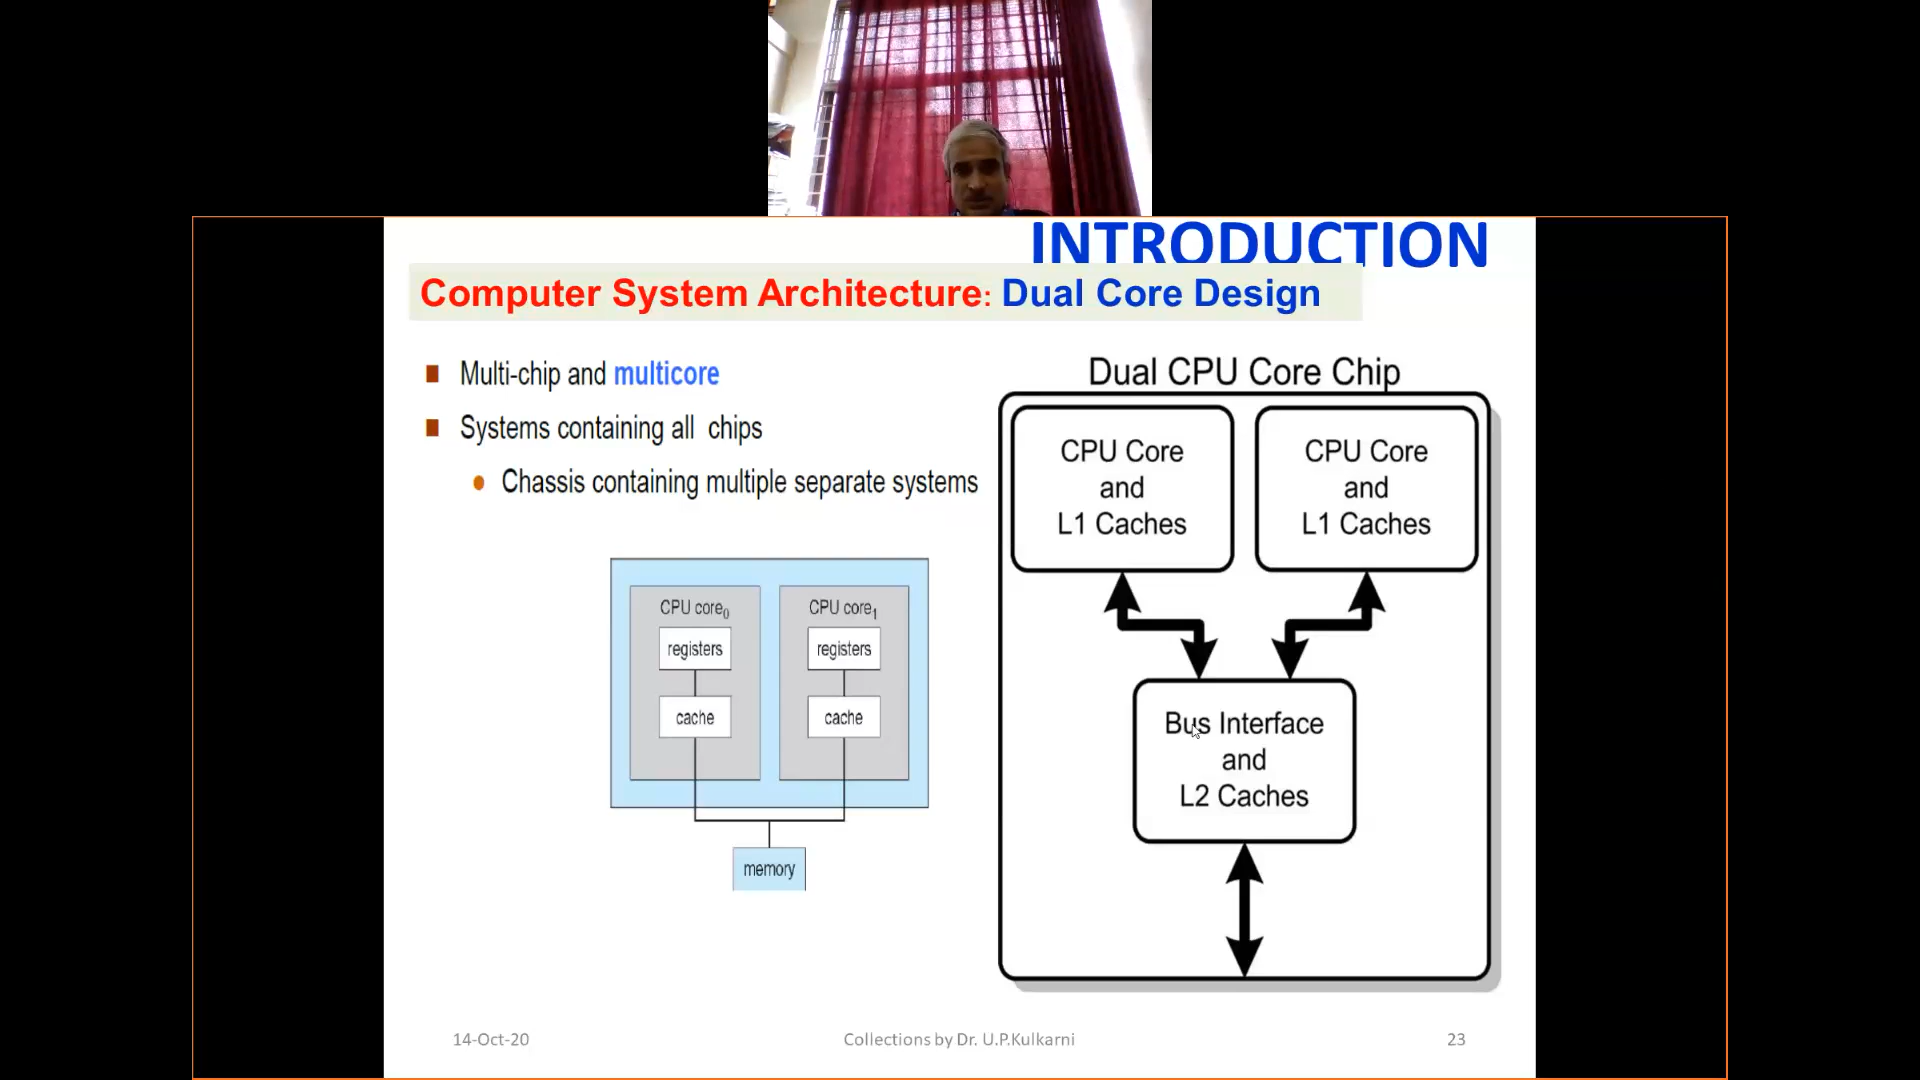 INTRODUCTION
Computer System Architecture: Dual Core Design
Multi-chip and multicore
Systems containing all chips
Chassis containing multiple separate systems
CPU core0
registers
cache
CPU core1
registers
cache
memory
Dual CPU Core Chip
CPU Core
and
L1 Caches
CPU Core
and
L1 Caches
Bus Interface
and
L2 Caches
14-Oct-20
Collections by Dr. U.P.Kulkarni
23